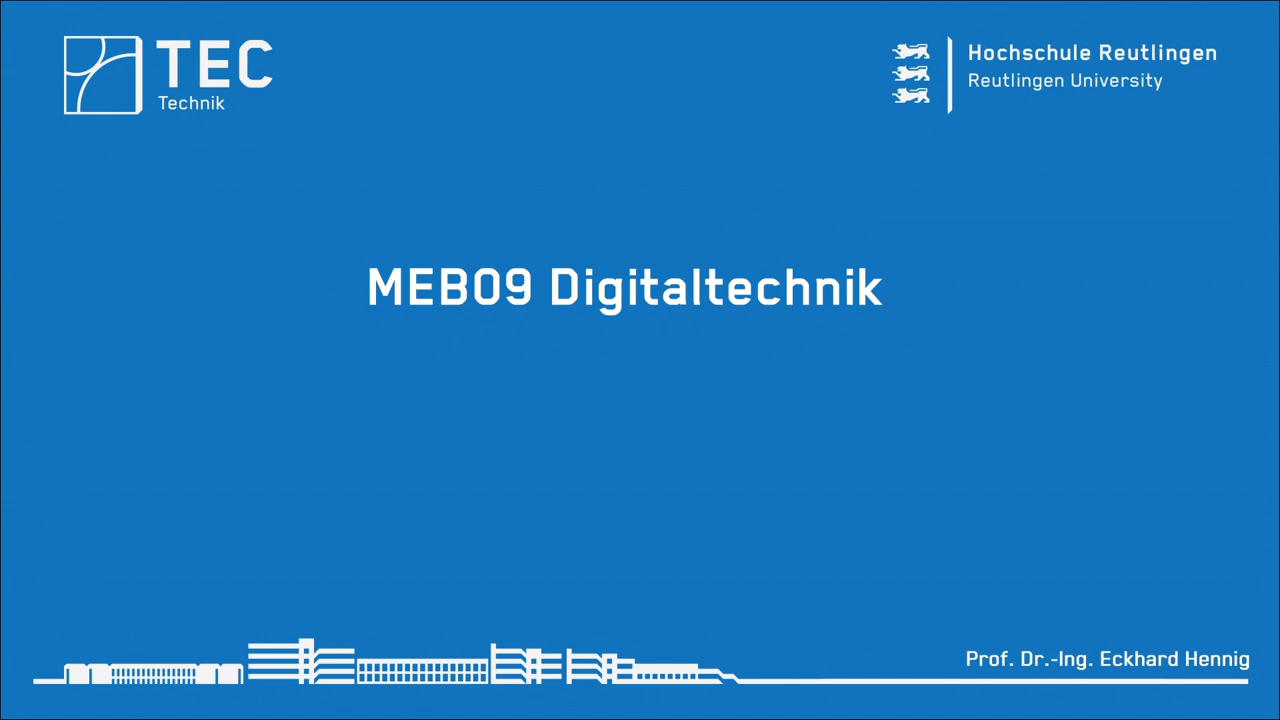 TEC
Technik
Hochschule Reutlingen
Reutlingen University
MEB09 Digitaltechnik
Prof. Dr.-Ing. Eckhard Hennig